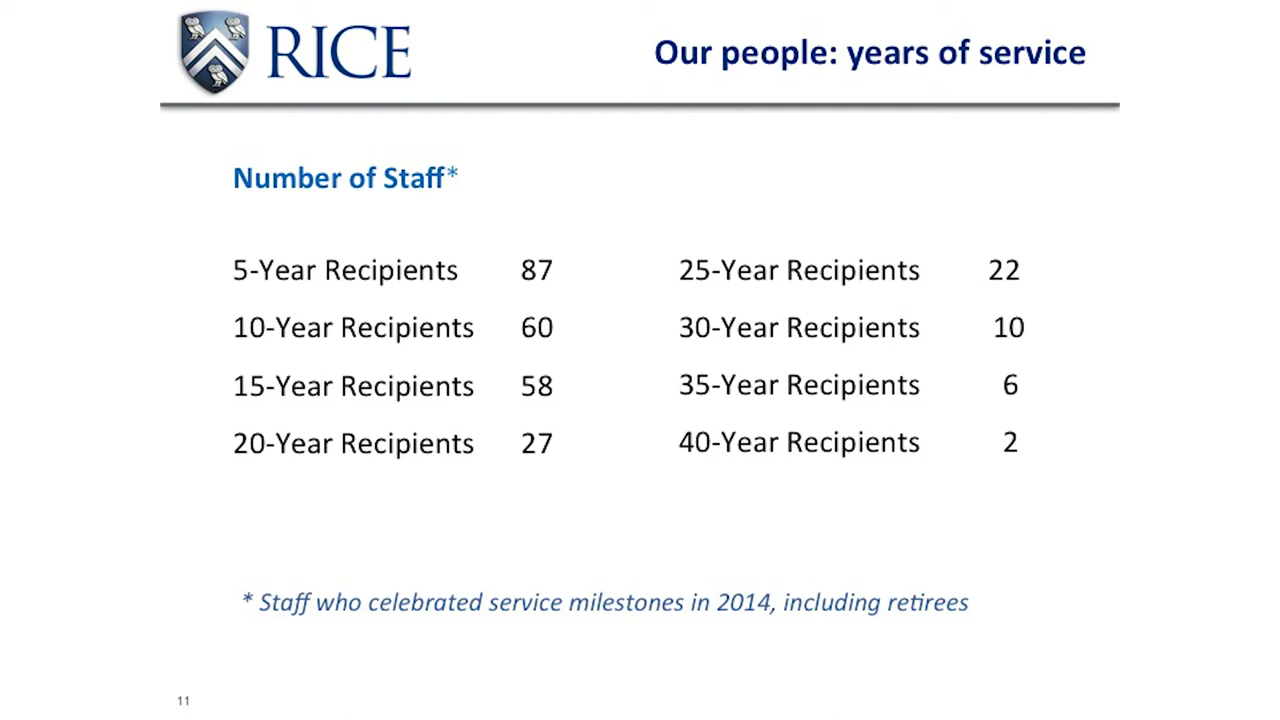 RICE
Our people: years of service
Number of Staff*
5-Year Recipients 87
10-Year Recipients 60
15-Year Recipients 58
20-Year Recipients 27
25-Year Recipients 22
30-Year Recipients 10
35-Year Recipients 6
40-Year Recipients 2
* Staff who celebrated service milestones in 2014, including retirees
11